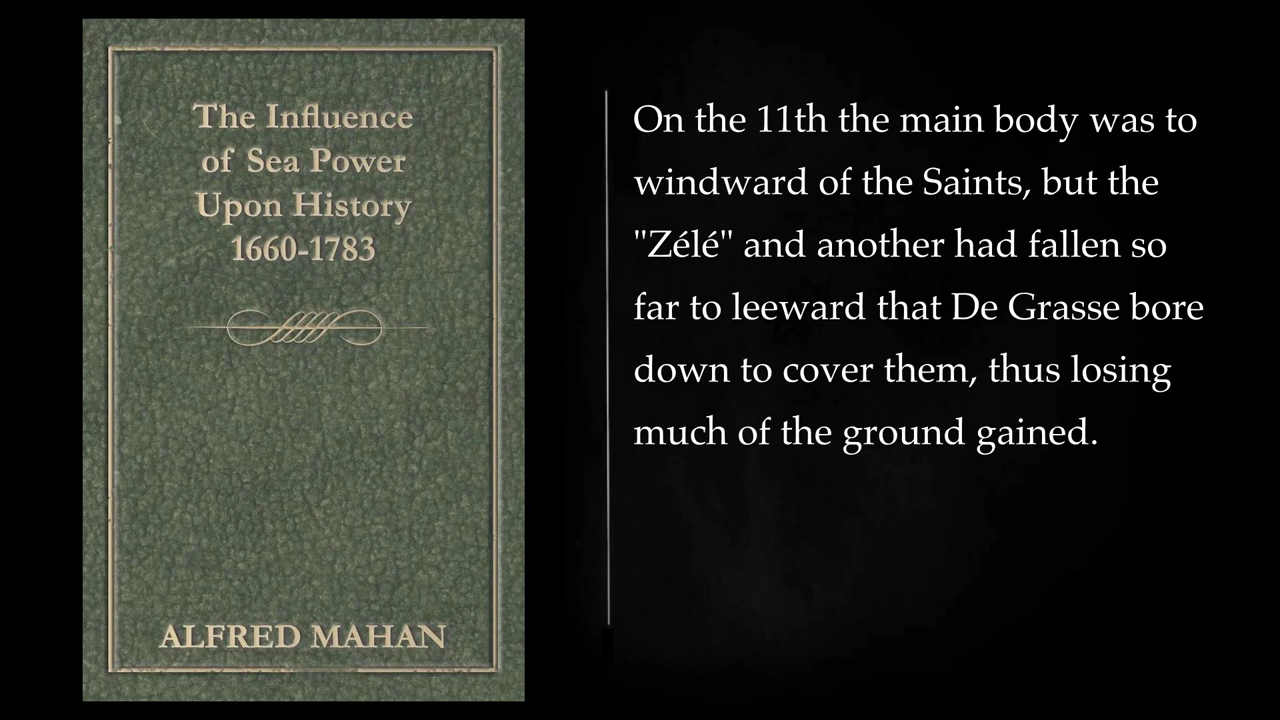 The Influence
of Sea Power
Upon History
1660-1783
ALFRED MAHAN
On the 11th the main body was to
windward of the Saints, but the
"Zélé" and another had fallen so
far to leeward that De Grasse bore
down to cover them, thus losing
much of the ground gained.